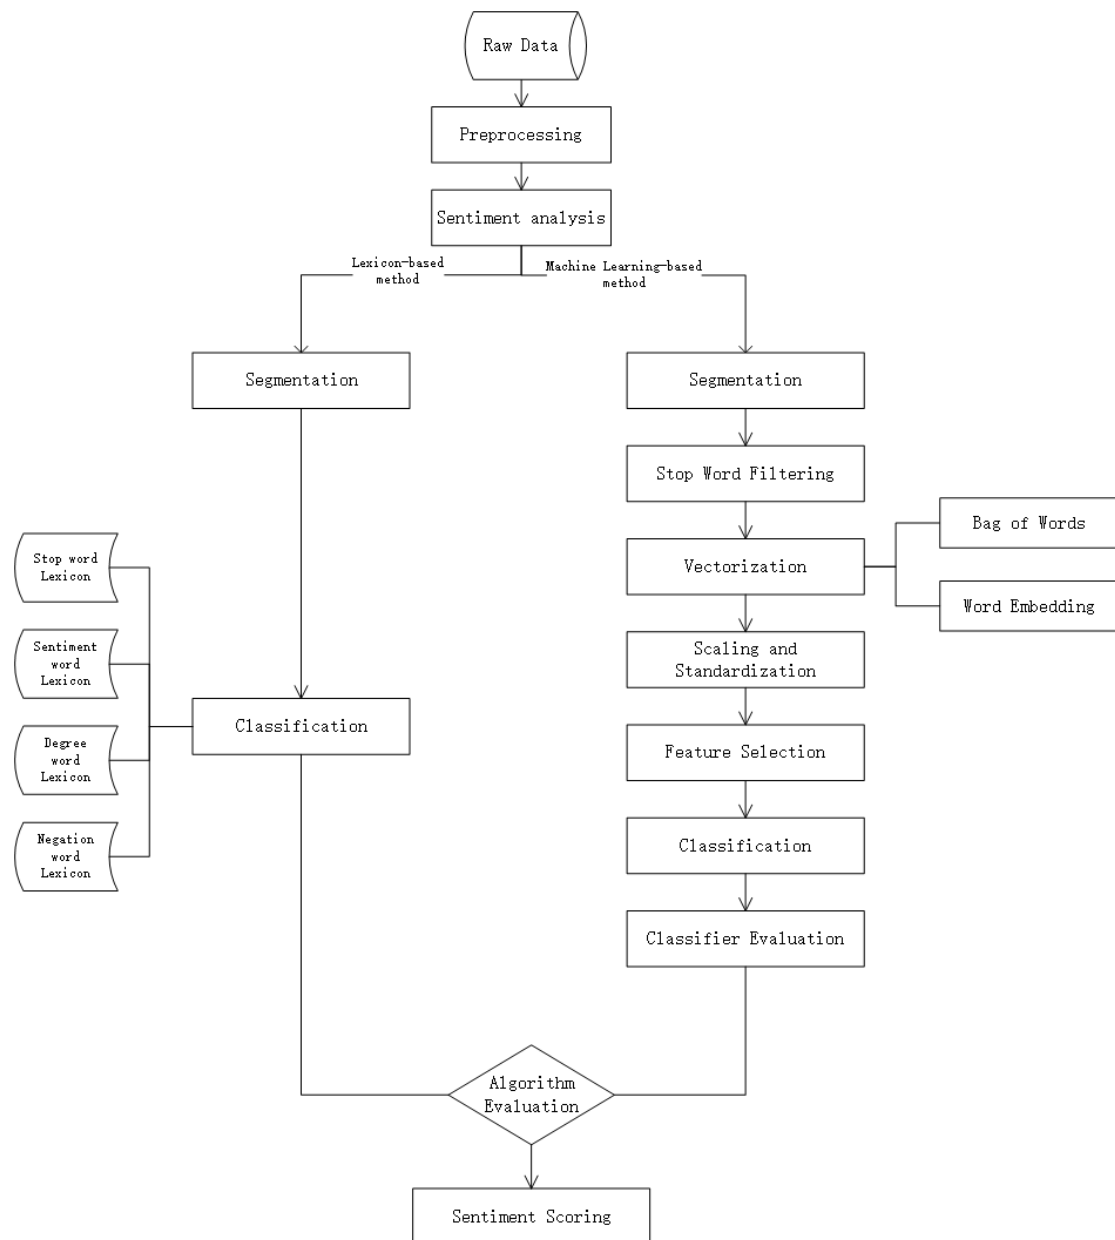 Raw Data
Preprocessing
Sentiment analysis
Lexicon-based
method
Machine Learning-based
method
Segmentation
Segmentation
Stop Word Filtering
Bag of Words
Stop word
Lexicon
Vectorization
Word Embedding
Sentiment
word
Lexicon
Scaling and
Standardization
Classification
Degree
word
Lexicon
Feature Selection
Negation
word
Lexicon
Classification
Classifier Evaluation
Algorithm
Evaluation
Sentiment Scoring